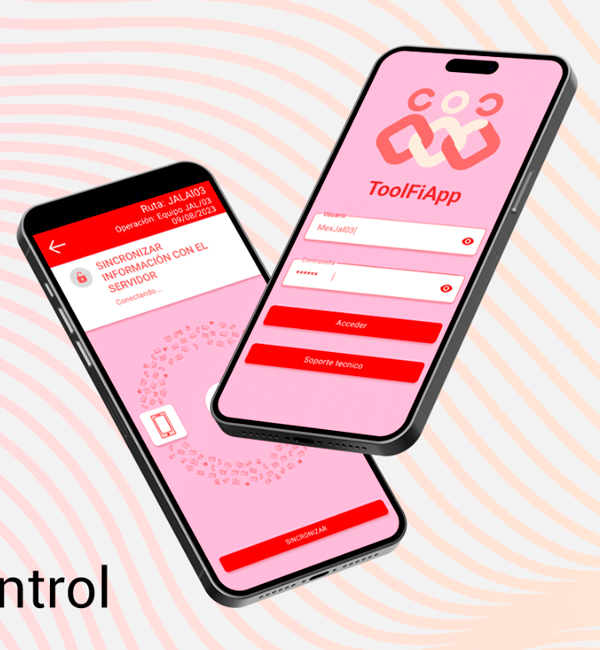 ToolFiApp
Usuario
MexJal03
Contraseña
******
Acceder
Soporte tecnico
Ruta: JALAI03
Operación: Equipo JAL/03
09/08/2023
SINCRONIZAR
INFORMACIÓN CON EL
SERVIDOR
Conectando...
SINCRONIZAR
ntrol